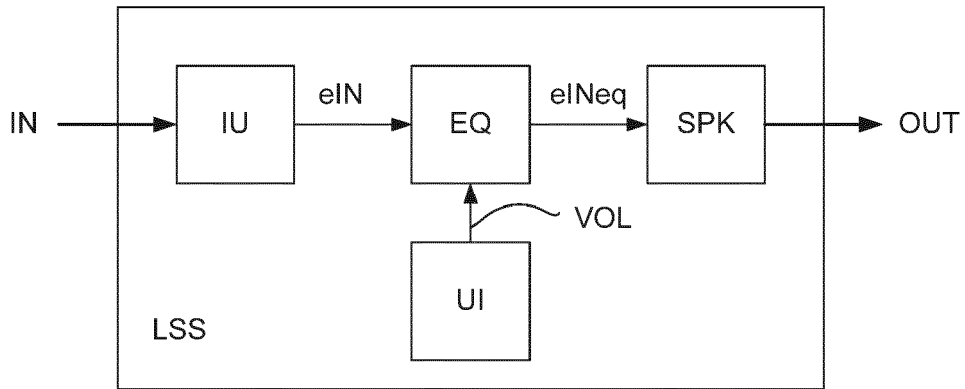 eIN
eINeq
IN
IU
EQ
SPK
OUT
VOL
UI
LSS